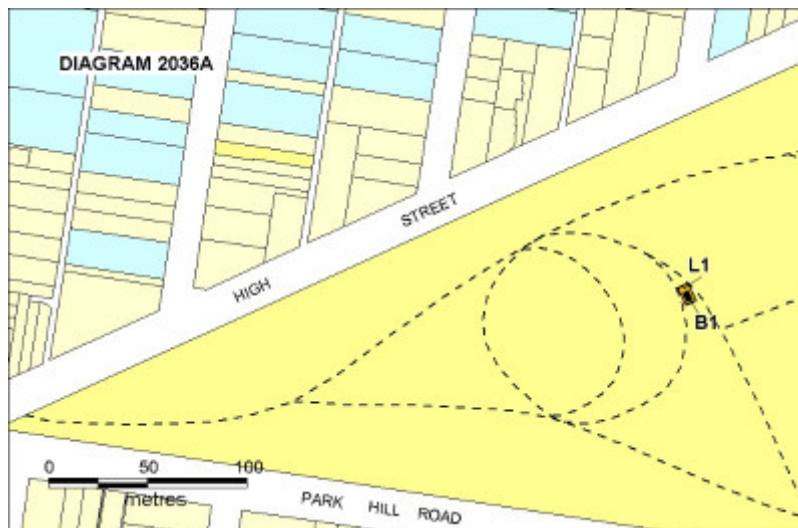 DIAGRAM 2036A
HIGH STREET
L1
B1
0 50 100
metres
PARK HILL ROAD